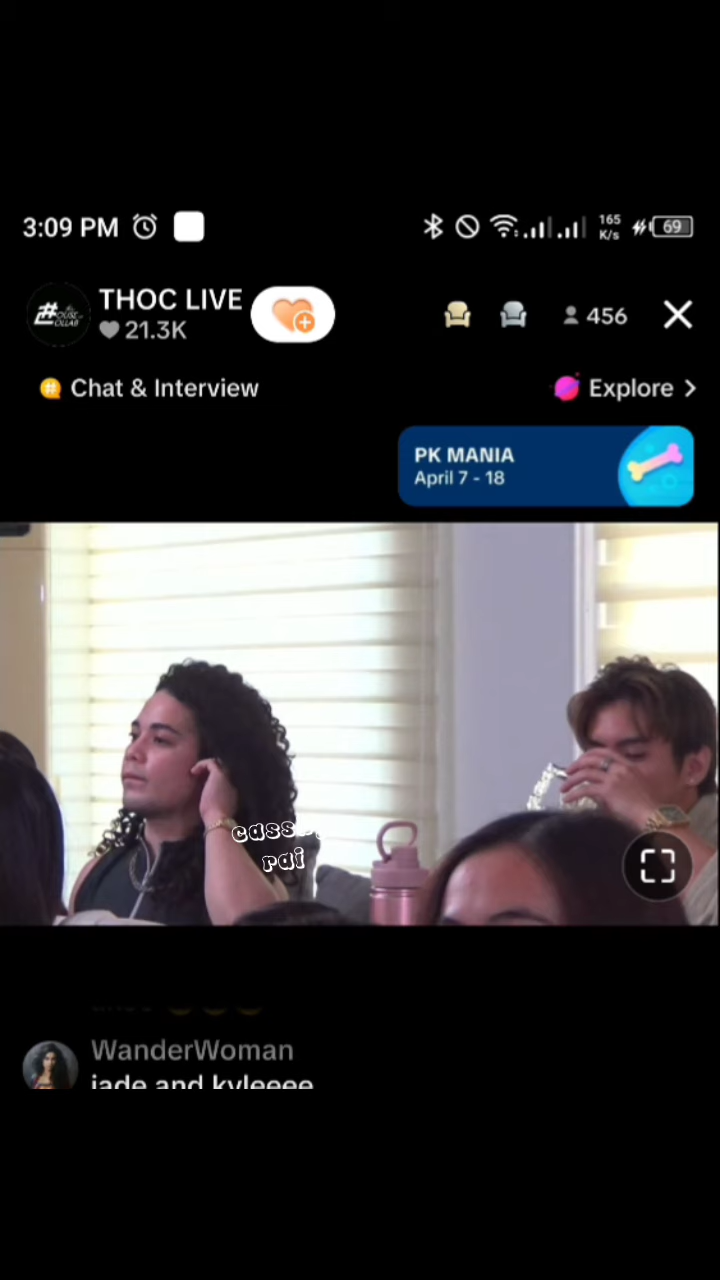 3:09 PM
165
K/s
69
THOC LIVE
21.3K
456
Chat & Interview
Explore
PK MANIA
April 7 - 18
rai
WanderWoman
jade and kyleeee